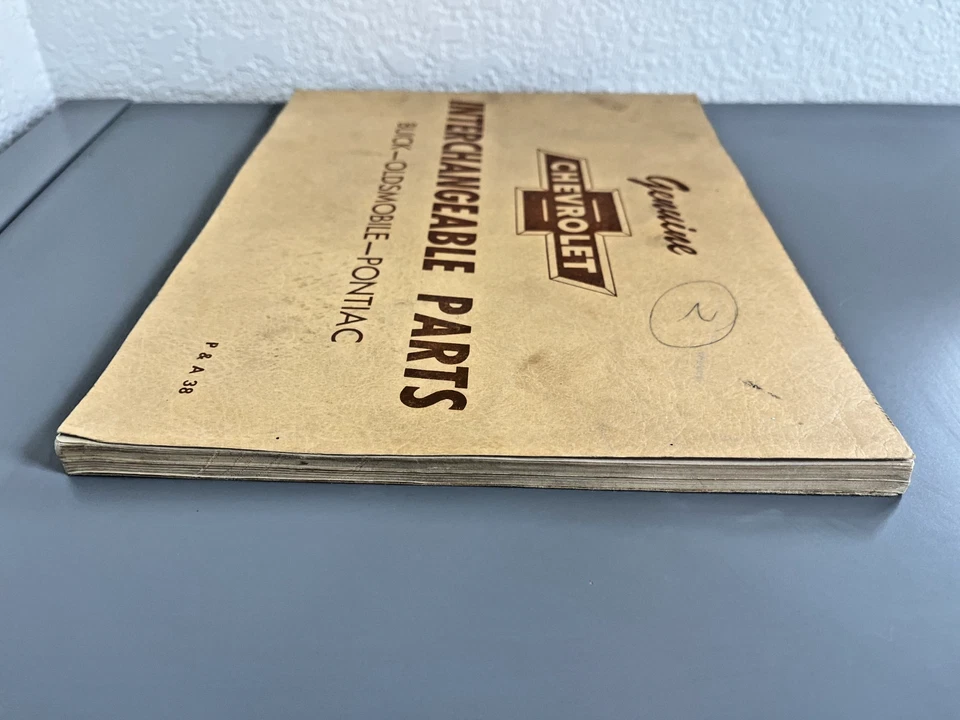 Genuine
CHEVROLET
2
INTERCHANGEABLE PARTS
BUICK—OLDSMOBILE—PONTIAC
P & A 38